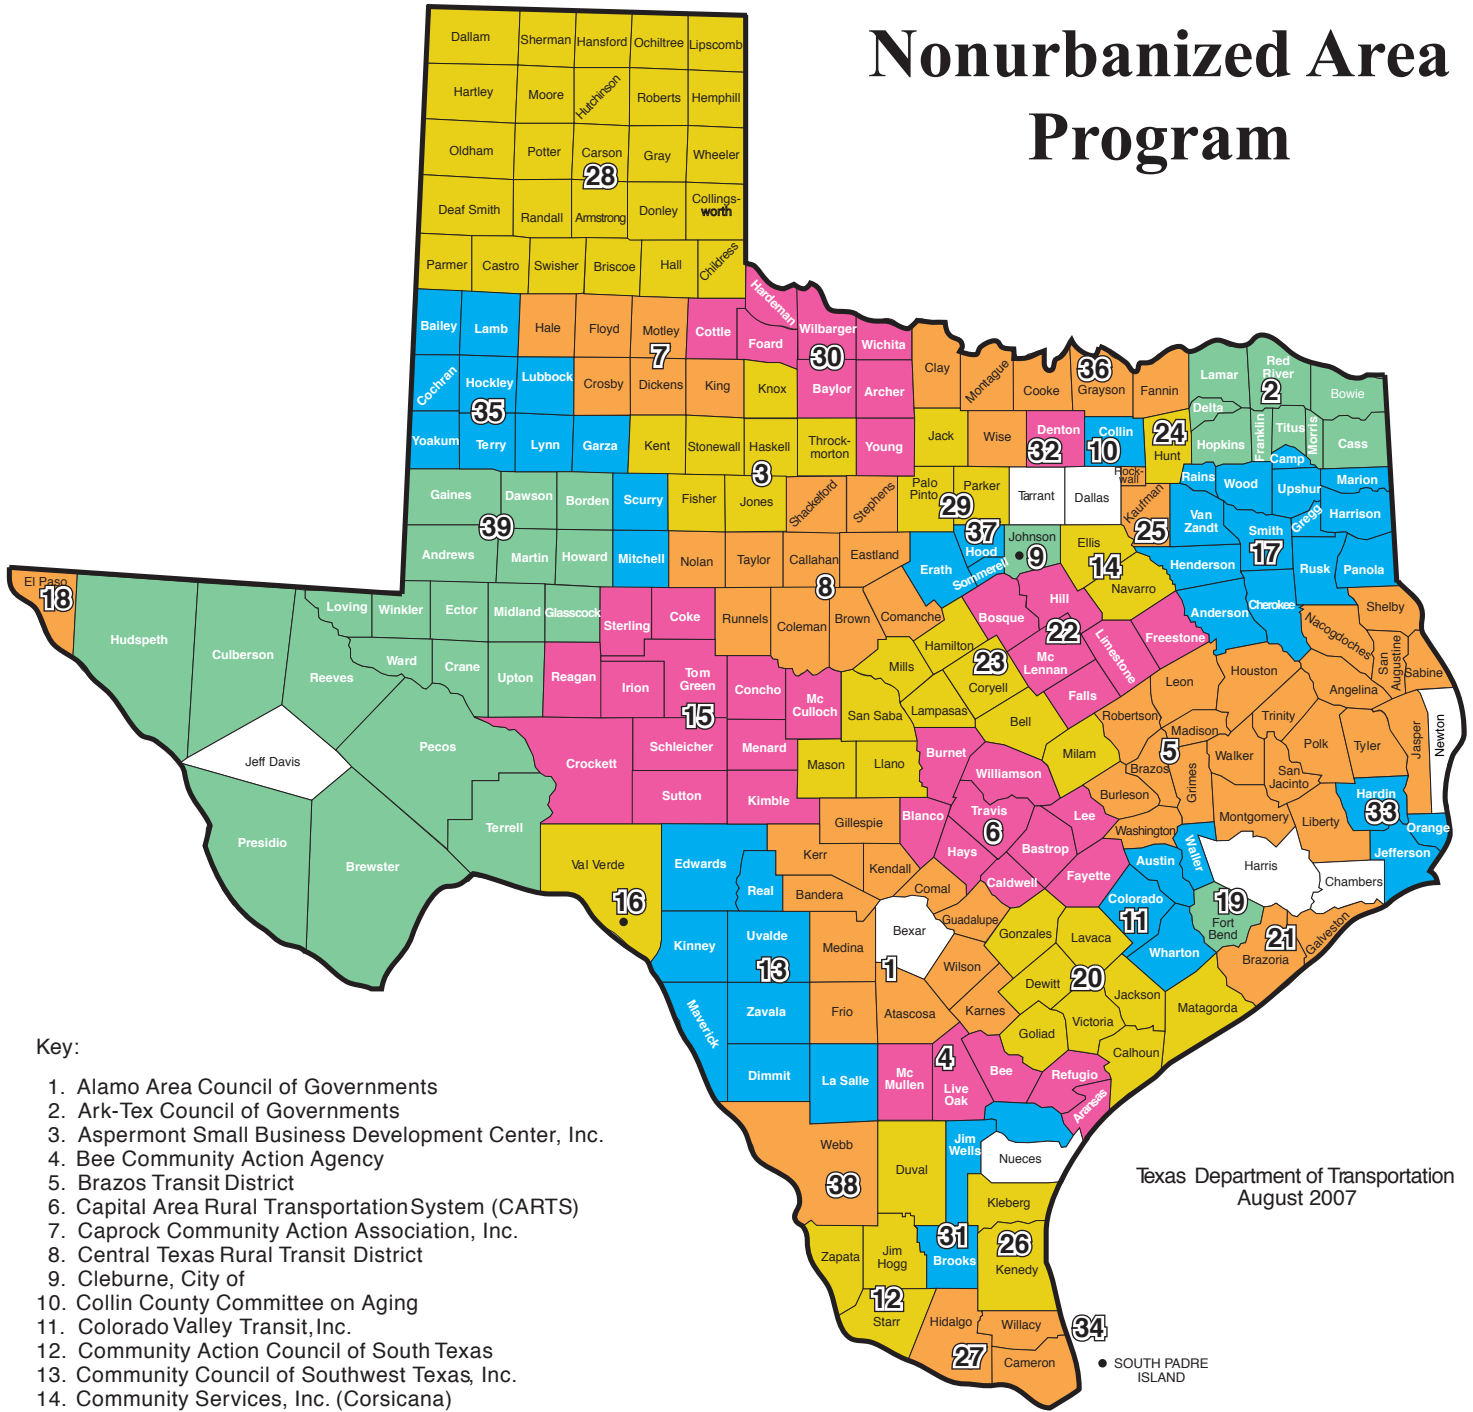 Nonurbanized Area
Program
Dallam
Sherman
Hansford
Ochiltree
Lipscomb
Hartley
Moore
Hutchinson
Roberts
Hemphill
Oldham
Potter
Carson
Gray
Wheeler
28
Deaf Smith
Randall
Armstrong
Donley
Collings-
worth
Parmer
Castro
Swisher
Briscoe
Hall
Childress
Bailey
Lamb
Hale
Floyd
Motley
7
Cottle
Hardeman
Foard
Wilbarger
30
Wichita
Clay
Montague
Cooke
36
Grayson
Fannin
Lamar
Red
River
2
Bowie
Cochran
Hockley
35
Lubbock
Crosby
Dickens
King
Knox
Baylor
Archer
Delta
Hopkins
Franklin
Titus
Morris
Cass
Camp
Yoakum
Terry
Lynn
Garza
Kent
Stonewall
Haskell
3
Throck-
morton
Young
Jack
Wise
Denton
32
Collin
10
24
Hunt
Rock-
wall
Rains
Wood
Upshur
Marion
Gaines
Dawson
Borden
Scurry
Fisher
Jones
Shackelford
Stephens
Palo
Pinto
29
Parker
Tarrant
Dallas
Kaufman
25
Van
Zandt
Smith
17
Gregg
Harrison
39
Andrews
Martin
Howard
Mitchell
Nolan
Taylor
Callahan
8
Eastland
Erath
37
Hood
Sommerell
Johnson
9
Ellis
14
Navarro
Henderson
Rusk
Panola
El Paso
18
Hudspeth
Culberson
Reeves
Loving
Winkler
Ector
Midland
Glasscock
Sterling
Coke
Runnels
Coleman
Brown
Comanche
Hamilton
Bosque
Hill
22
Mc
Lennan
Limestone
Freestone
Anderson
Cherokee
Nacogdoches
Shelby
San
Augustine
Sabine
Ward
Crane
Upton
Reagan
Irion
Tom
Green
15
Concho
Mc
Culloch
San Saba
Mills
23
Coryell
Lampasas
Bell
Falls
Milam
Robertson
Leon
Houston
Angelina
Jeff Davis
Pecos
Crockett
Schleicher
Menard
Mason
Llano
Burnet
Williamson
Madison
5
Brazos
Grimes
Walker
Trinity
San
Jacinto
Polk
Tyler
Jasper
Newton
Presidio
Brewster
Terrell
Sutton
Kimble
Gillespie
Blanco
Travis
6
Hays
Lee
Bastrop
Burleson
Washington
Montgomery
Liberty
Hardin
33
Orange
Jefferson
Val Verde
16
Edwards
Real
Kerr
Kendall
Bandera
Comal
Caldwell
Fayette
Austin
Waller
Harris
Chambers
Kinney
Uvalde
13
Medina
Bexar
1
Guadalupe
Gonzales
Lavaca
Colorado
11
Wharton
19
Fort
Bend
21
Brazoria
Galveston
Maverick
Zavala
Frio
Atascosa
Wilson
Karnes
Dewitt
20
Jackson
Victoria
Matagorda
Goliad
Calhoun
Dimmit
La Salle
Mc
Mullen
4
Live
Oak
Bee
Refugio
Aransas
Webb
38
Duval
Jim
Wells
Nueces
Kleberg
Zapata
Jim
Hogg
31
Brooks
26
Kenedy
12
Starr
Hidalgo
27
Willacy
Cameron
34
SOUTH PADRE
ISLAND
Texas Department of Transportation
August 2007
Key:
1. Alamo Area Council of Governments
2. Ark-Tex Council of Governments
3. Aspermont Small Business Development Center, Inc.
4. Bee Community Action Agency
5. Brazos Transit District
6. Capital Area Rural Transportation System (CARTS)
7. Caprock Community Action Association, Inc.
8. Central Texas Rural Transit District
9. Cleburne, City of
10. Collin County Committee on Aging
11. Colorado Valley Transit, Inc.
12. Community Action Council of South Texas
13. Community Council of Southwest Texas, Inc.
14. Community Services, Inc. (Corsicana)